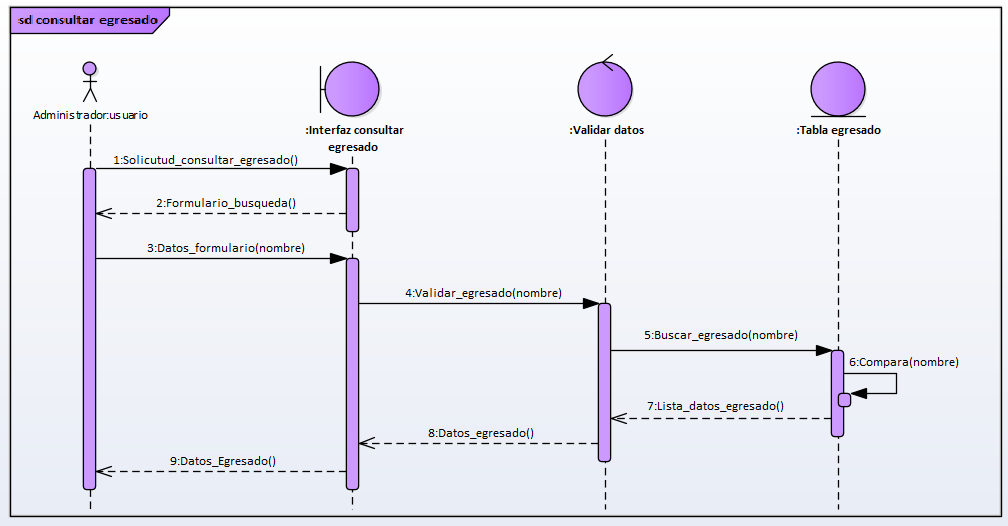 sd consultar egresado
Administrador:usuario
:Interfaz consultar
egresado
:Validar datos
:Tabla egresado
1:Solicutud_consultar_egresado()
2:Formulario_busqueda()
3:Datos_formulario(nombre)
4:Validar_egresado(nombre)
5:Buscar_egresado(nombre)
6:Compara(nombre)
7:Lista_datos_egresado()
8:Datos_egresado()
9:Datos_Egresado()